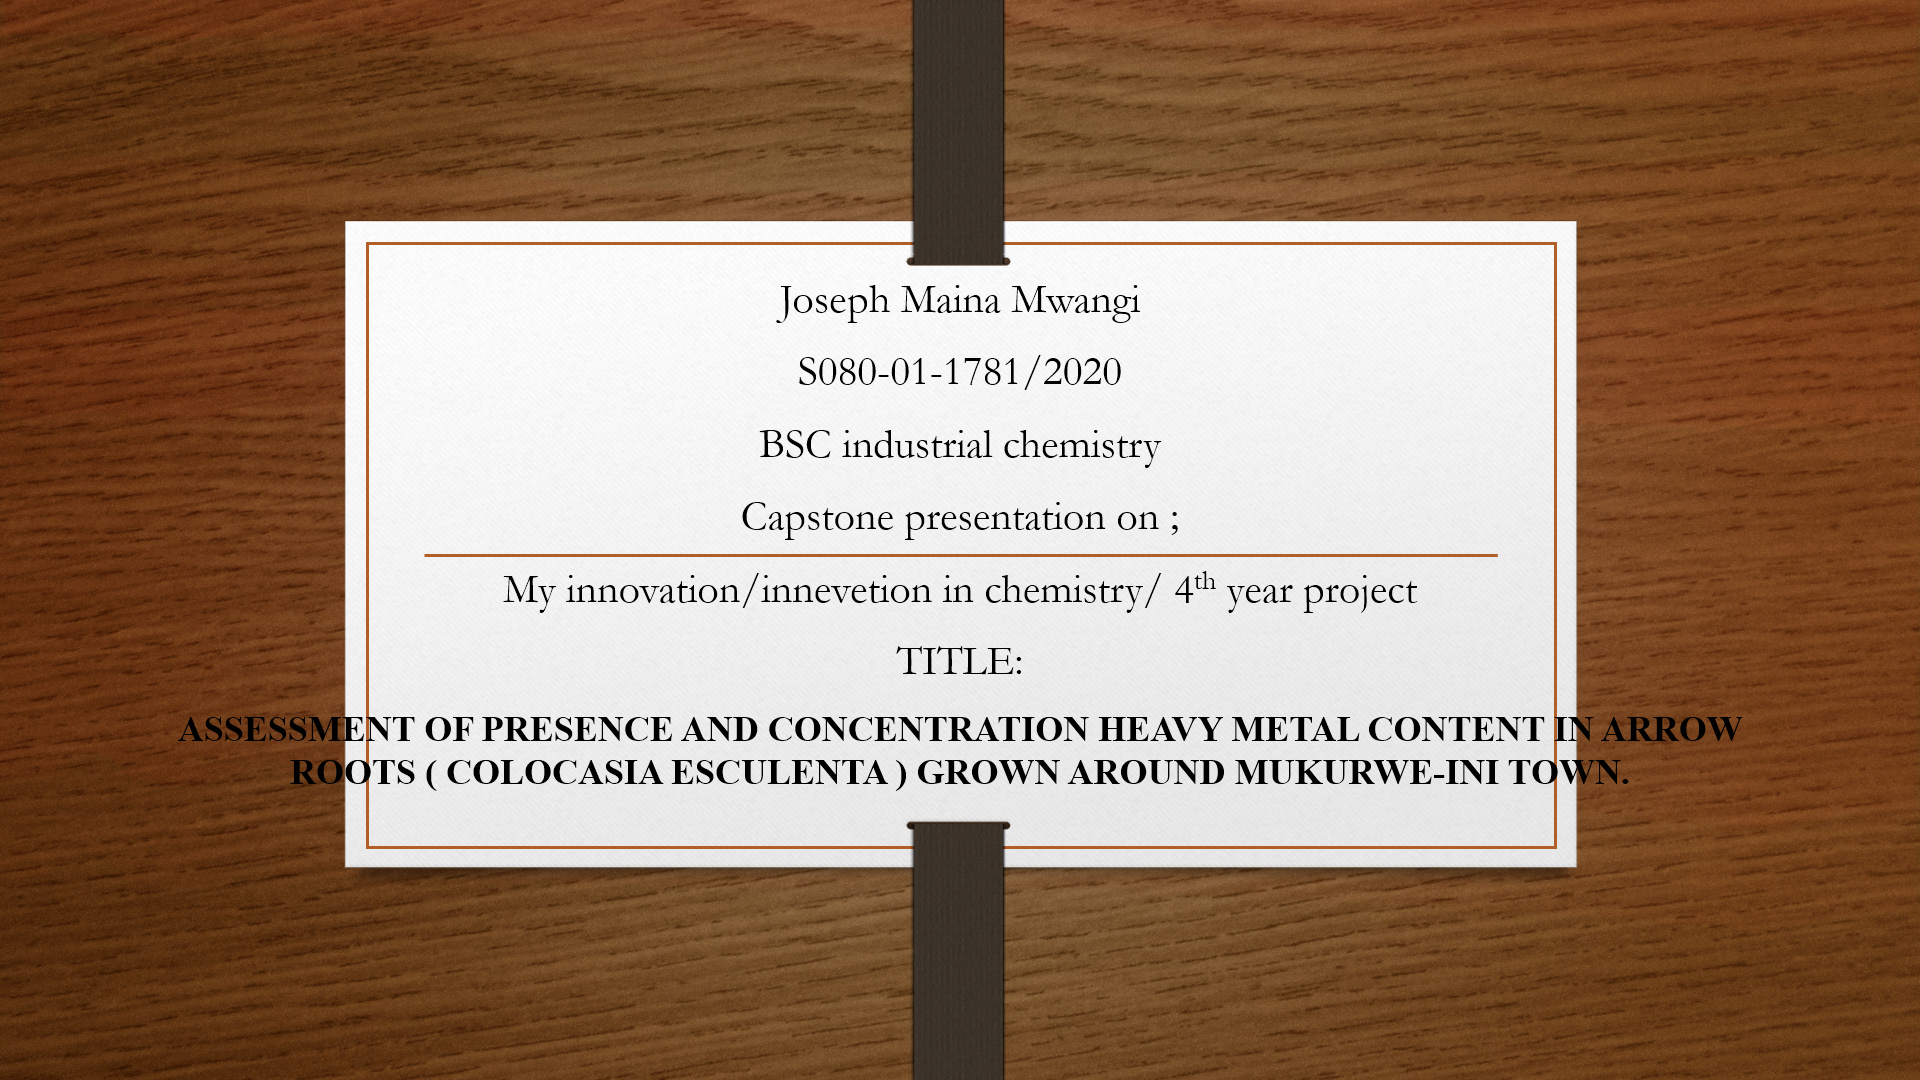 Joseph Maina Mwangi
S080-01-1781/2020
BSC industrial chemistry
Capstone presentation on ;
My innovation/innevetion in chemistry/ 4th year project
TITLE:
ASSESSMENT OF PRESENCE AND CONCENTRATION HEAVY METAL CONTENT IN ARROW
ROOTS ( COLOCASIA ESCULENTA ) GROWN AROUND MUKURWE-INI TOWN.